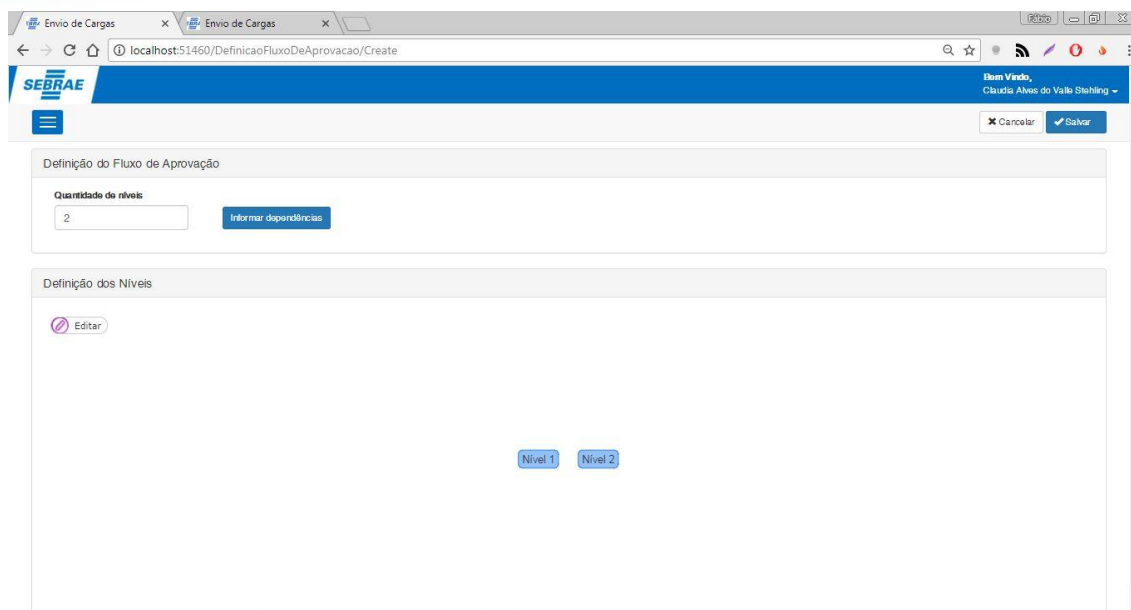 Envio de Cargas
Envio de Cargas
Fábio
localhost:51460/DefinicaoFluxoDeAprovacao/Create
SEBRAE
Bem Vindo,
Claudia Alves do Valle Stehling
Cancelar
Salvar
Definição do Fluxo de Aprovação
Quantidade de níveis
2
Informar dependências
Definição dos Níveis
Editar
Nível 1
Nível 2